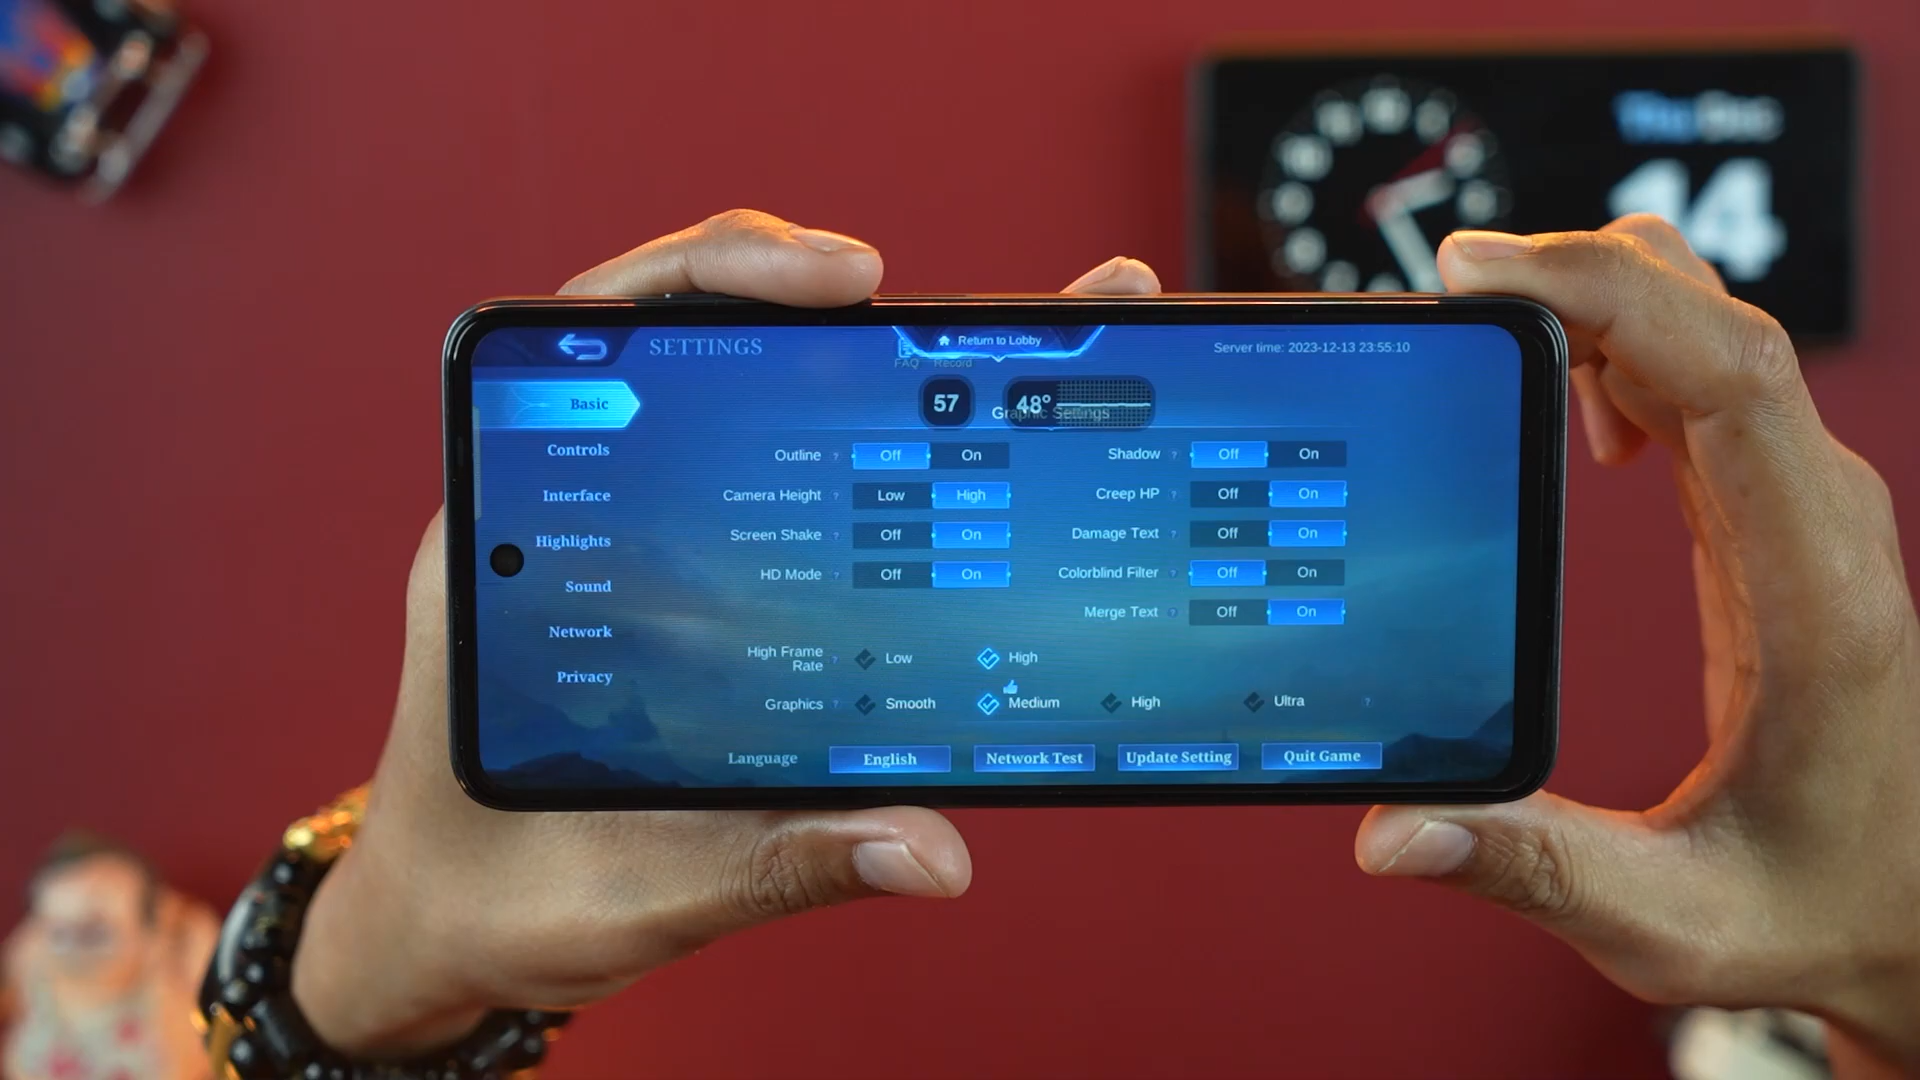 Thu Dec
14
SETTINGS
Return to Lobby
FAQ Record
Server time: 2023-12-13 23:55:10
57
48°
Graphic Settings
Basic
Controls
Interface
Highlights
Sound
Network
Privacy
Outline ? Off On
Shadow ? Off On
Camera Height ? Low High
Creep HP ? Off On
Screen Shake ? Off On
Damage Text ? Off On
HD Mode ? Off On
Colorblind Filter ? Off On
Merge Text ? Off On
High Frame
Rate ? Low High
Graphics ? Smooth Medium High Ultra ?
Language English Network Test Update Setting Quit Game